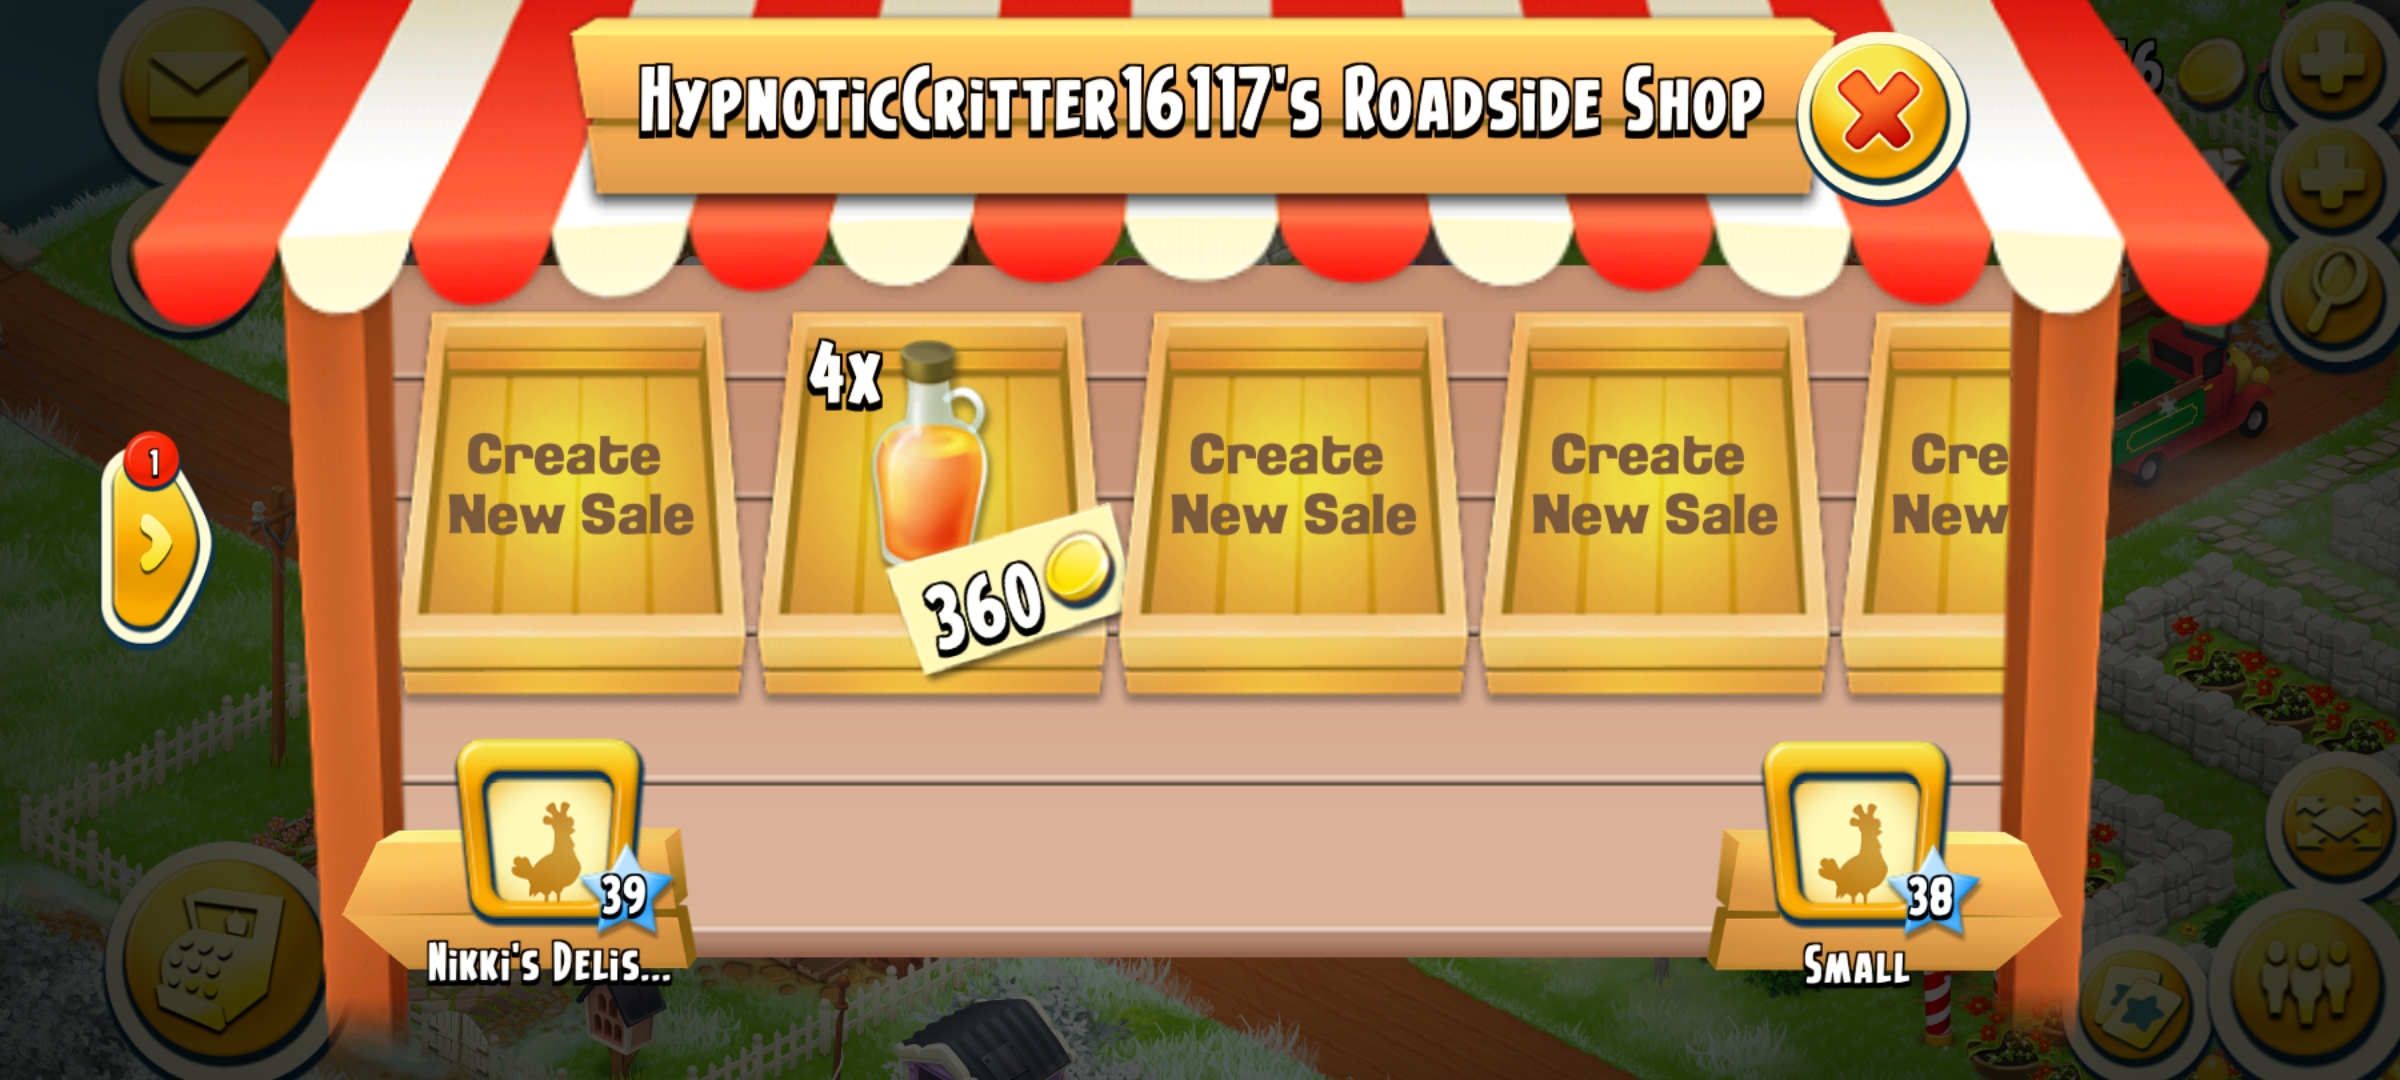 HypnoticCritter16117's Roadside Shop
6
1
Create
New Sale
4x
360
Create
New Sale
Create
New Sale
Cre
New
39
Nikki's Delis...
38
Small